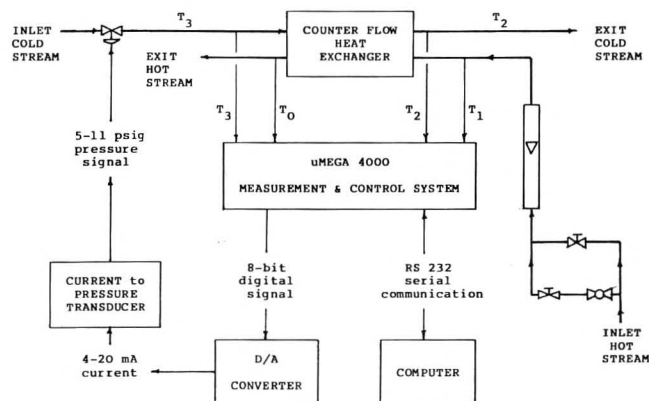 INLET
COLD
STREAM
T3
COUNTER FLOW
HEAT
EXCHANGER
T2
EXIT
COLD
STREAM
EXIT
HOT
STREAM
T3
T0
T2
T1
5-11 psig
pressure
signal
uMEGA 4000
MEASUREMENT & CONTROL SYSTEM
CURRENT to
PRESSURE
TRANSDUCER
8-bit
digital
signal
RS 232
serial
communication
4-20 mA
current
D/A
CONVERTER
COMPUTER
INLET
HOT
STREAM